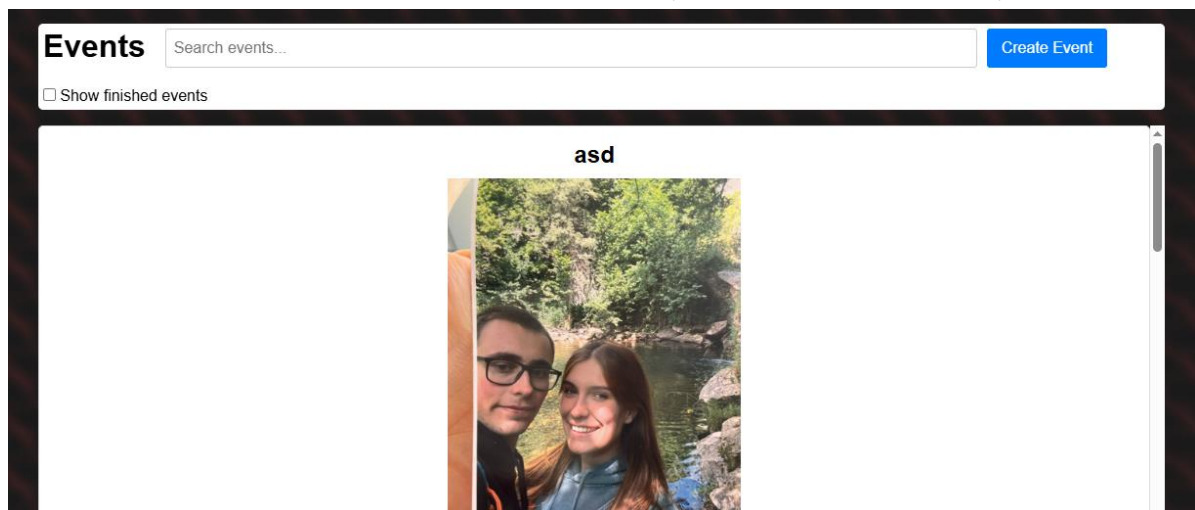 Events
Search events...
Create Event
Show finished events
asd